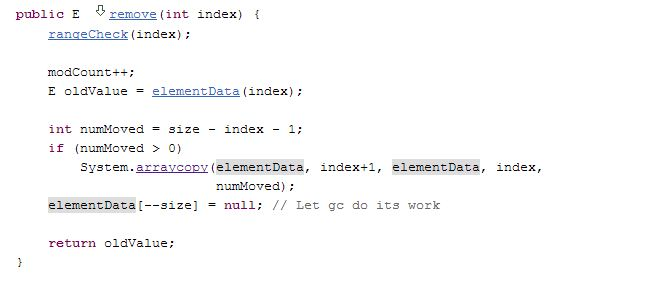 public E remove(int index) {
    rangeCheck(index);

    modCount++;
    E oldValue = elementData(index);

    int numMoved = size - index - 1;
    if (numMoved > 0)
        System.arraycopy(elementData, index+1, elementData, index,
                         numMoved);
    elementData[--size] = null; // Let gc do its work

    return oldValue;
}